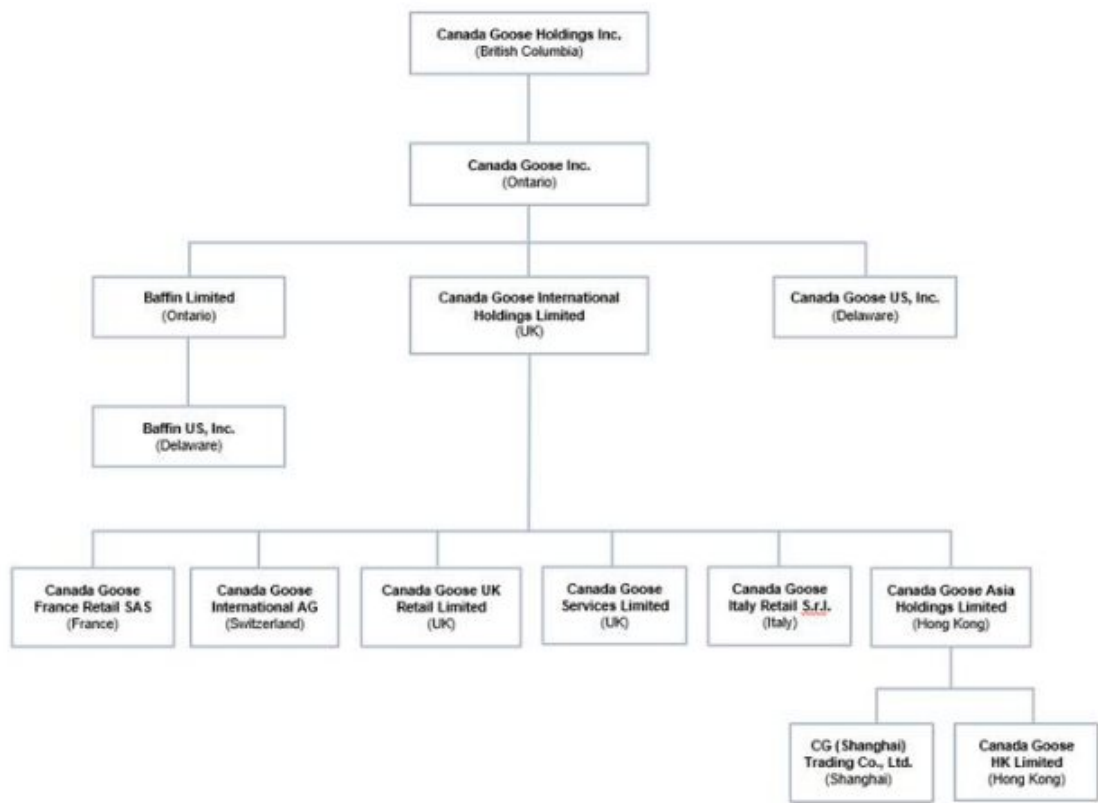 Canada Goose Holdings Inc.
(British Columbia)
Canada Goose Inc.
(Ontario)
Baffin Limited
(Ontario)
Canada Goose International
Holdings Limited
(UK)
Canada Goose US, Inc.
(Delaware)
Baffin US, Inc.
(Delaware)
Canada Goose
France Retail SAS
(France)
Canada Goose
International AG
(Switzerland)
Canada Goose UK
Retail Limited
(UK)
Canada Goose
Services Limited
(UK)
Canada Goose
Italy Retail S.r.l.
(Italy)
Canada Goose Asia
Holdings Limited
(Hong Kong)
CG (Shanghai)
Trading Co., Ltd.
(Shanghai)
Canada Goose
HK Limited
(Hong Kong)